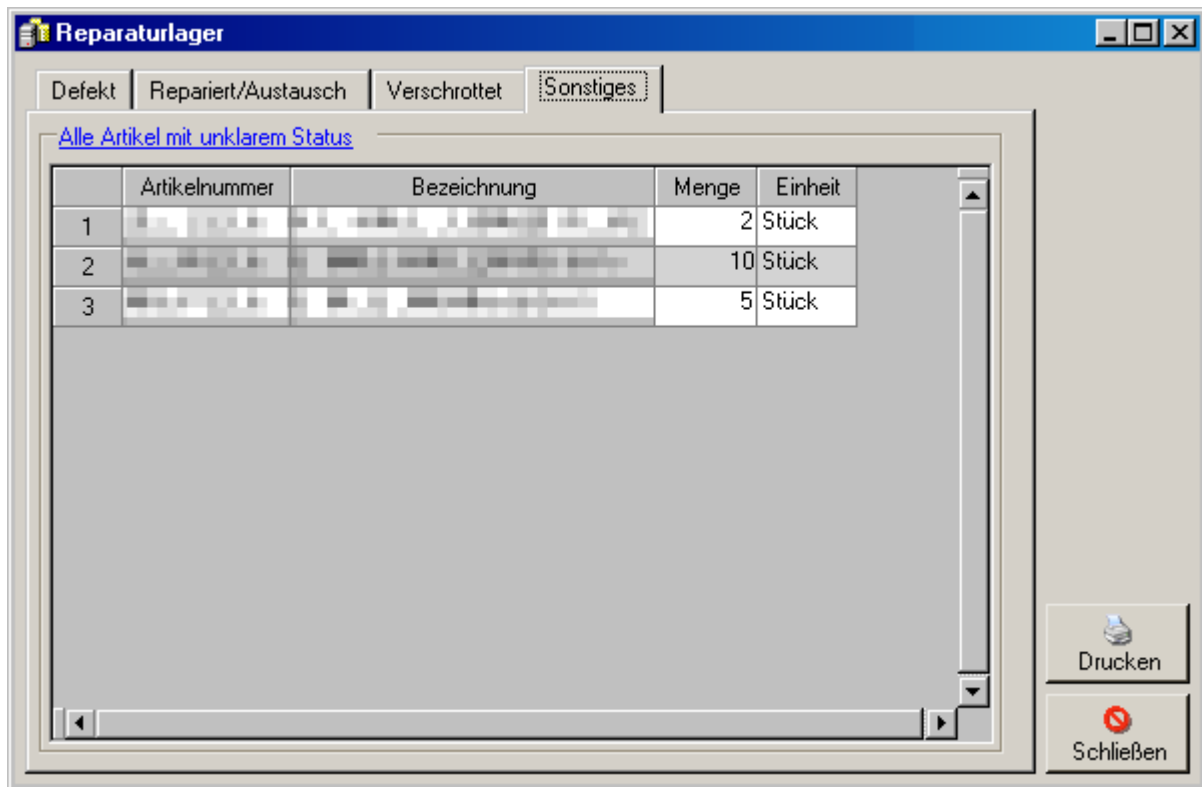 Reparaturlager
Defekt Repariert/Austausch Verschrottet Sonstiges
Alle Artikel mit unklarem Status
Artikelnummer Bezeichnung Menge Einheit
1 2 Stück
2 10 Stück
3 5 Stück
Drucken
Schließen